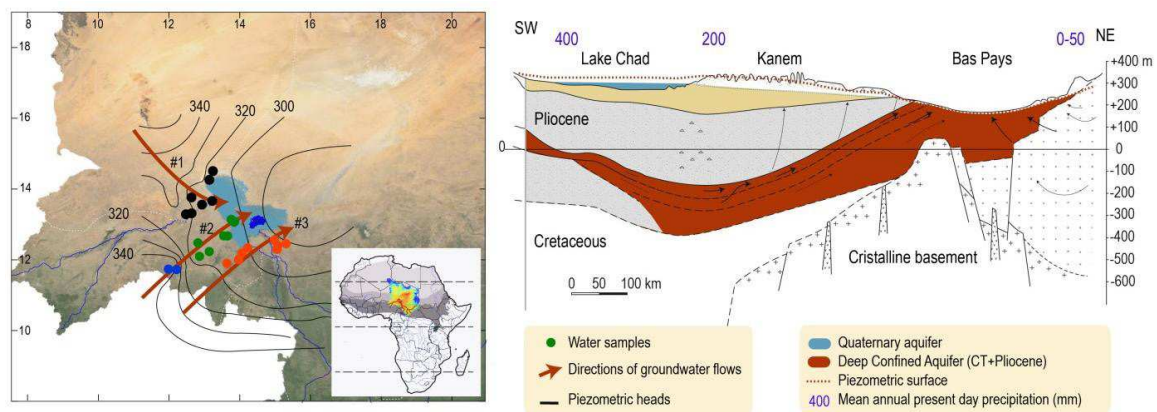 8 10 12 14 16 18 20
18
16
14
12
10
340
320
300
#1
320
#2
#3
340
Water samples
Directions of groundwater flows
Piezometric heads
SW
NE
400
200
0-50
Lake Chad
Kanem
Bas Pays
+400 m
+300
+200
+100
0
-100
-200
-300
-400
-500
-600
Pliocene
0
Cretaceous
Cristalline basement
0 50 100 km
Quaternary aquifer
Deep Confined Aquifer (CT+Pliocene)
Piezometric surface
400 Mean annual present day precipitation (mm)